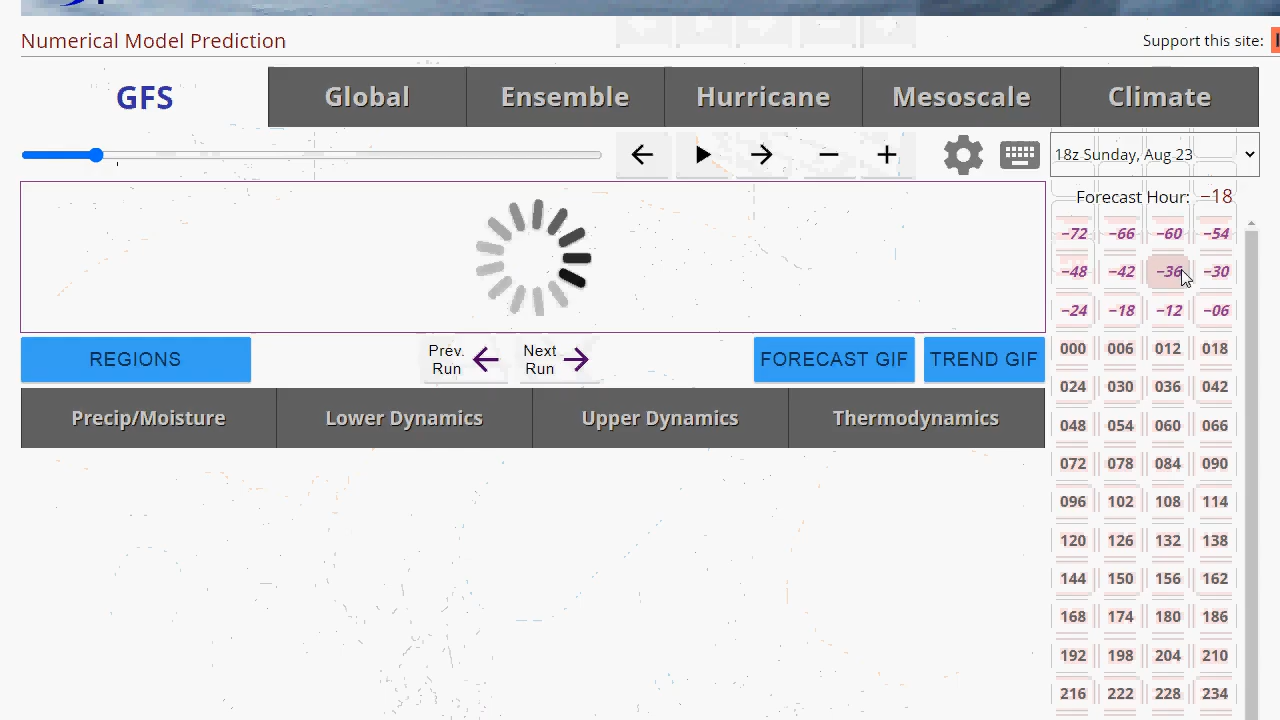 Numerical Model Prediction
Support this site:
GFS Global Ensemble Hurricane Mesoscale Climate
18z Sunday, Aug 23
Forecast Hour: −18
−72 −66 −60 −54
−48 −42 −36 −30
−24 −18 −12 −06
000 006 012 018
024 030 036 042
048 054 060 066
072 078 084 090
096 102 108 114
120 126 132 138
144 150 156 162
168 174 180 186
192 198 204 210
216 222 228 234
REGIONS
Prev. Run
Next Run
FORECAST GIF
TREND GIF
Precip/Moisture Lower Dynamics Upper Dynamics Thermodynamics